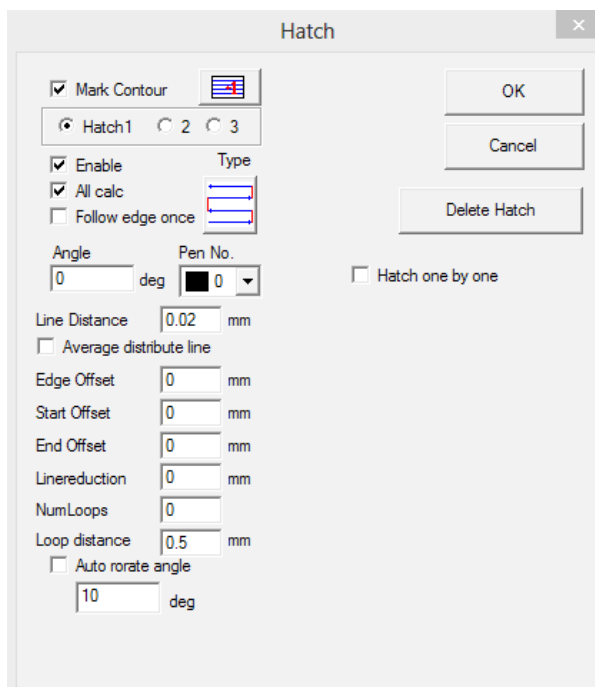 Hatch
Mark Contour
OK
Hatch1 2 3
Cancel
Enable Type
All calc
Follow edge once
Delete Hatch
Angle Pen No.
0 deg 0
Hatch one by one
Line Distance 0.02 mm
Average distribute line
Edge Offset 0 mm
Start Offset 0 mm
End Offset 0 mm
Linereduction 0 mm
NumLoops 0
Loop distance 0.5 mm
Auto rorate angle
10 deg